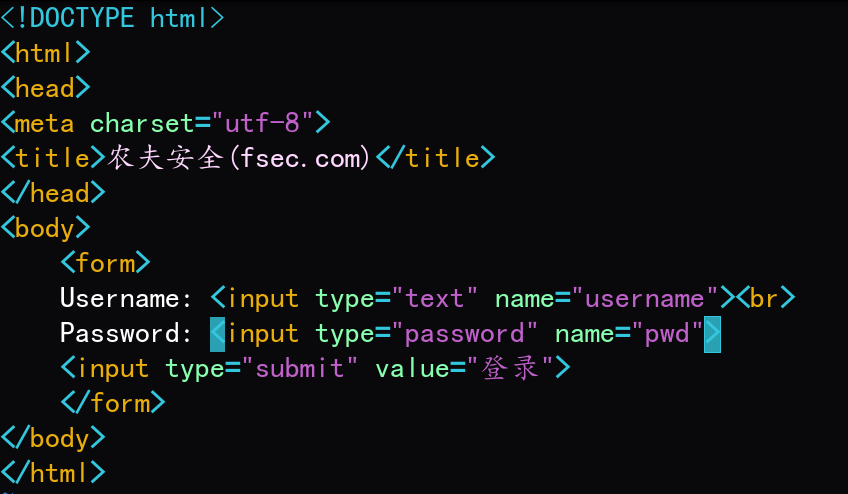 <!DOCTYPE html>
<html>
<head>
<meta charset="utf-8">
<title>农夫安全(fsec.com)</title>
</head>
<body>
    <form>
    Username: <input type="text" name="username"><br>
    Password: <input type="password" name="pwd">
    <input type="submit" value="登录">
    </form>
</body>
</html>